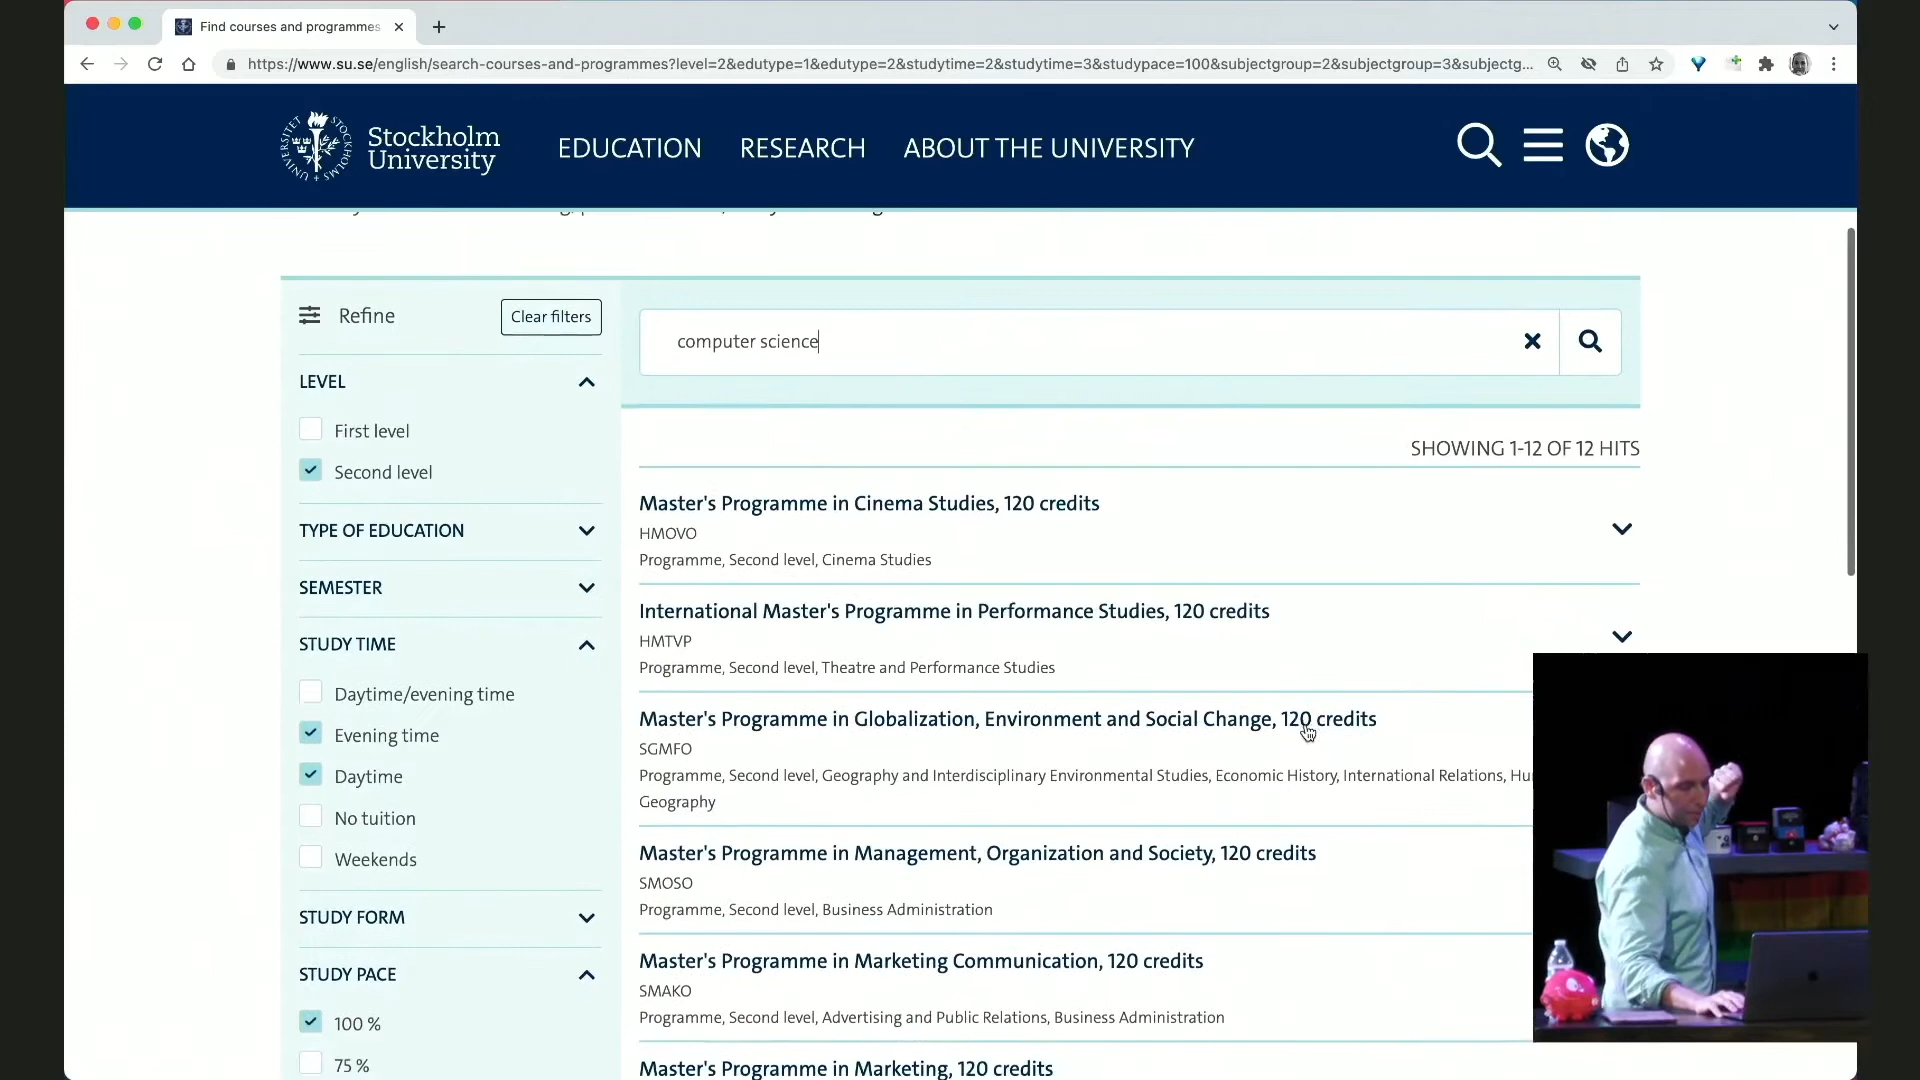 Find courses and programmes
https://www.su.se/english/search-courses-and-programmes?level=2&edutype=1&edutype=2&studytime=2&studytime=3&studypace=100&subjectgroup=2&subjectgroup=3&subjectg...
Stockholm
University
EDUCATION
RESEARCH
ABOUT THE UNIVERSITY
Refine
Clear filters
LEVEL
First level
Second level
TYPE OF EDUCATION
SEMESTER
STUDY TIME
Daytime/evening time
Evening time
Daytime
No tuition
Weekends
STUDY FORM
STUDY PACE
100 %
75 %
computer science
SHOWING 1-12 OF 12 HITS
Master's Programme in Cinema Studies, 120 credits
HMOVO
Programme, Second level, Cinema Studies
International Master's Programme in Performance Studies, 120 credits
HMTVP
Programme, Second level, Theatre and Performance Studies
Master's Programme in Globalization, Environment and Social Change, 120 credits
SGMFO
Programme, Second level, Geography and Interdisciplinary Environmental Studies, Economic History, International Relations,
Geography
Master's Programme in Management, Organization and Society, 120 credits
SMOSO
Programme, Second level, Business Administration
Master's Programme in Marketing Communication, 120 credits
SMAKO
Programme, Second level, Advertising and Public Relations, Business Administration
Master's Programme in Marketing, 120 credits